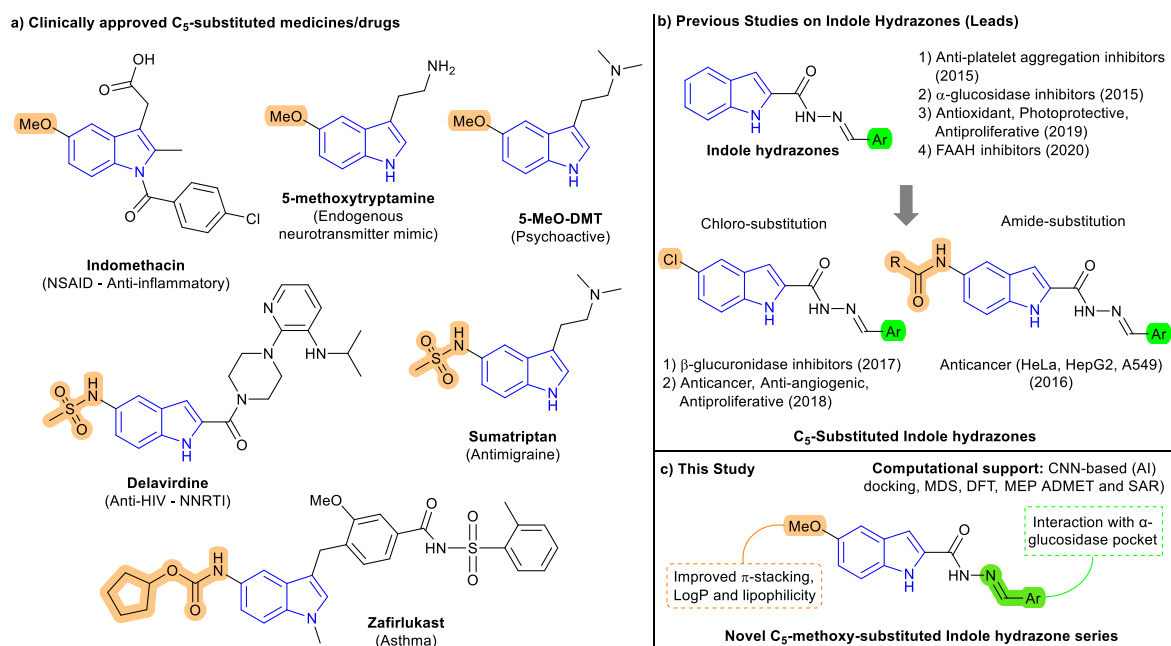 a) Clinically approved C5-substituted medicines/drugs
OH
O
MeO
N
O
Cl
Indomethacin
(NSAID - Anti-inflammatory)
NH2
MeO
N
H
5-methoxytryptamine
(Endogenous
neurotransmitter mimic)
N
MeO
N
H
5-MeO-DMT
(Psychoactive)
N
N
HN
N
O
H
N
S
O
N
H
O
Delavirdine
(Anti-HIV - NNRTI)
N
O
H
N
S
O
N
H
Sumatriptan
(Antimigraine)
MeO
O
O
NH
S
O
H
O
N
O
N
Zafirlukast
(Asthma)
b) Previous Studies on Indole Hydrazones (Leads)
O
N
H
HN
N
Ar
Indole hydrazones
1) Anti-platelet aggregation inhibitors
(2015)
2) α-glucosidase inhibitors (2015)
3) Antioxidant, Photoprotective,
Antiproliferative (2019)
4) FAAH inhibitors (2020)
Chloro-substitution
Cl
O
N
H
HN
N
Ar
1) β-glucuronidase inhibitors (2017)
2) Anticancer, Anti-angiogenic,
Antiproliferative (2018)
Amide-substitution
R
H
N
O
O
N
H
HN
N
Ar
Anticancer (HeLa, HepG2, A549)
(2016)
C5-Substituted Indole hydrazones
c) This Study
Computational support: CNN-based (AI)
docking, MDS, DFT, MEP ADMET and SAR)
MeO
O
N
H
HN
N
Ar
Interaction with α-
glucosidase pocket
Improved π-stacking,
LogP and lipophilicity
Novel C5-methoxy-substituted Indole hydrazone series